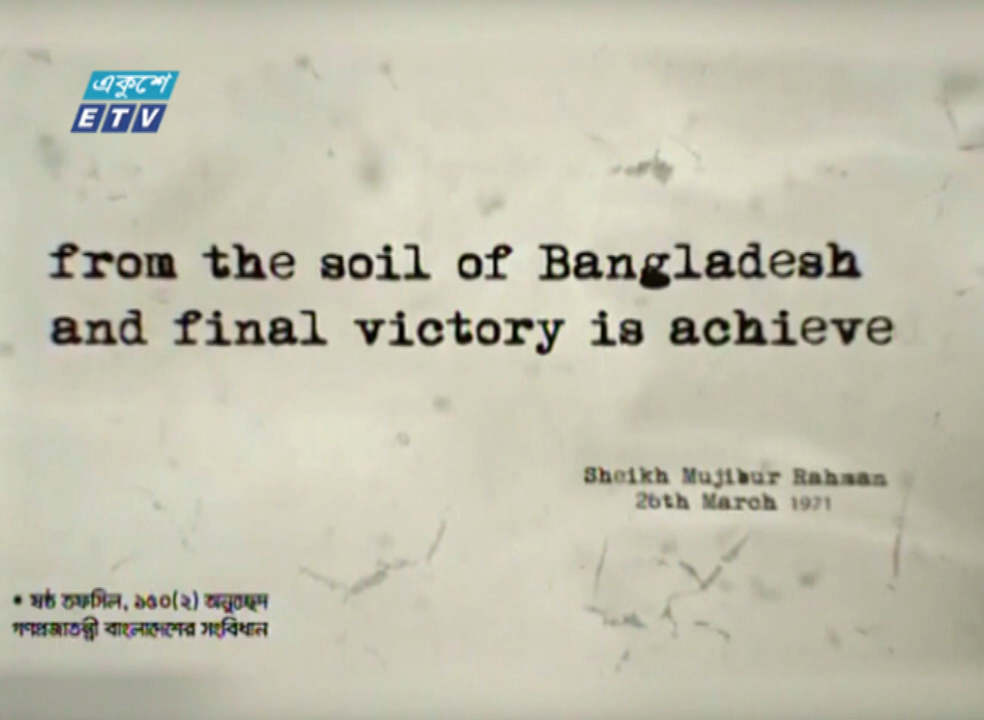 একুশে
ETV
from the soil of Bangladesh
and final victory is achieve
Sheikh Mujibur Rahman
26th March 1971
• ষষ্ঠ তফসিল, ১৫০(২) অনুচ্ছেদ
গণপ্রজাতন্ত্রী বাংলাদেশের সংবিধান